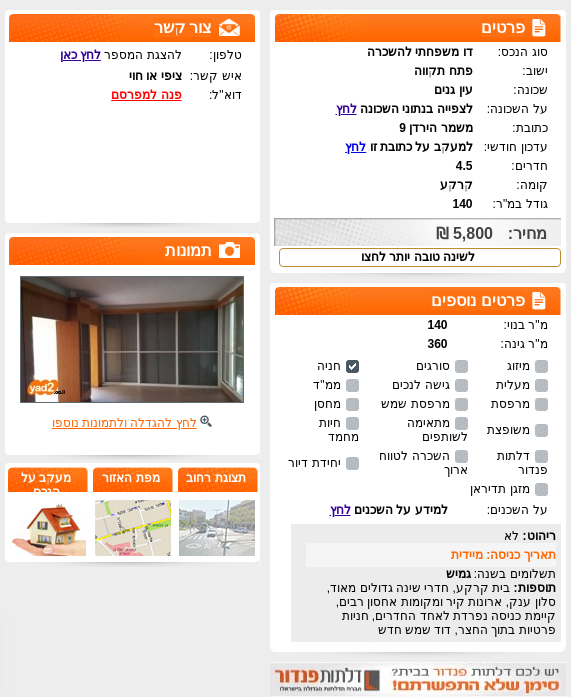 פרטים
סוג הנכס: דו משפחתי להשכרה
ישוב: פתח תקווה
שכונה: עין גנים
על השכונה: לצפייה בנתוני השכונה לחץ
כתובת: משמר הירדן 9
עדכון חודשי: למעקב על כתובת זו לחץ
חדרים: 4.5
קומה: קרקע
גודל במ"ר: 140
מחיר: 5,800 ₪
לשינה טובה יותר לחצו
פרטים נוספים
מ"ר בנוי: 140
מ"ר גינה: 360
מיזוג סורגים חניה
מעלית גישה לנכים ממ"ד
מרפסת מרפסת שמש מחסן
משופצת מתאימה לשותפים חיות מחמד
דלתות פנדור השכרה לטווח ארוך יחידת דיור
מזגן תדיראן
על השכנים: למידע על השכנים לחץ
ריהוט: לא
תאריך כניסה: מיידית
תשלומים בשנה: גמיש
תוספות: בית קרקע, חדרי שינה גדולים מאוד,
סלון ענק, ארונות קיר ומקומות אחסון רבים,
קיימת כניסה נפרדת לאחד החדרים, חניות
פרטיות בתוך החצר, דוד שמש חדש
יש לכם דלתות פנדור בבית?
סימן שלא התפשרתם!
דלתות פנדור
חברת הדלתות הגדולה בישראל
צור קשר
טלפון: להצגת המספר לחץ כאן
איש קשר: ציפי או חוי
דוא"ל: פנה למפרסם
תמונות
yad2.co.il
לחץ להגדלה ולתמונות נוספו
תצוגת רחוב
מפת האזור
מעקב על
הנכס